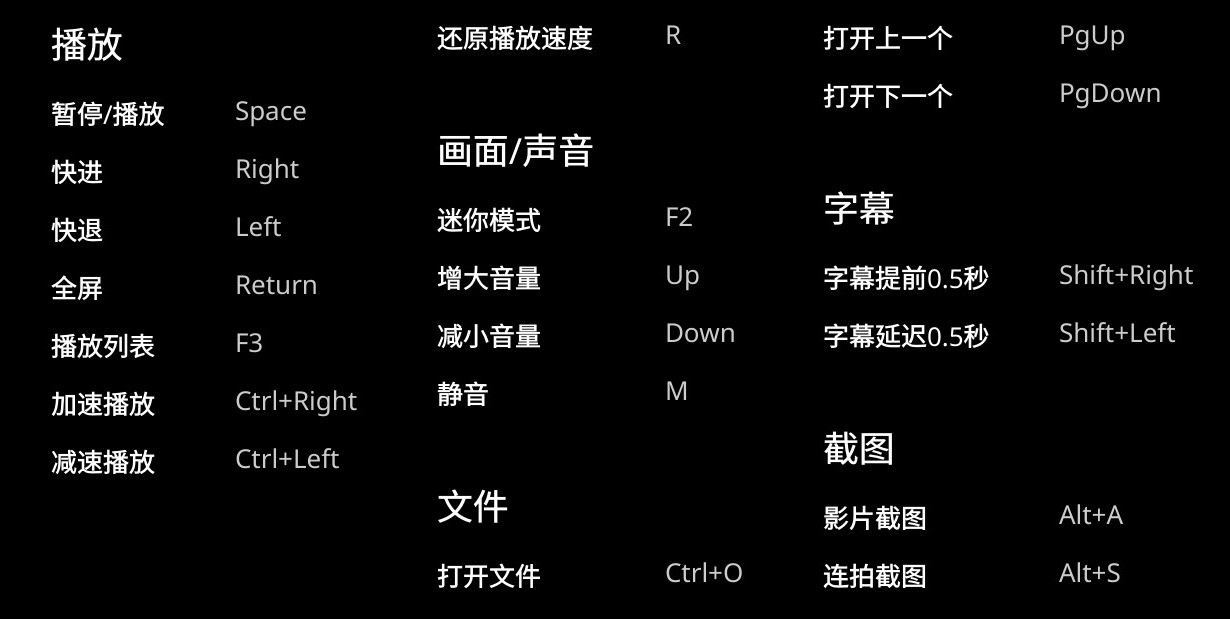 播放
暂停/播放 Space
快进 Right
快退 Left
全屏 Return
播放列表 F3
加速播放 Ctrl+Right
减速播放 Ctrl+Left
还原播放速度 R
画面/声音
迷你模式 F2
增大音量 Up
减小音量 Down
静音 M
文件
打开文件 Ctrl+O
打开上一个 PgUp
打开下一个 PgDown
字幕
字幕提前0.5秒 Shift+Right
字幕延迟0.5秒 Shift+Left
截图
影片截图 Alt+A
连拍截图 Alt+S